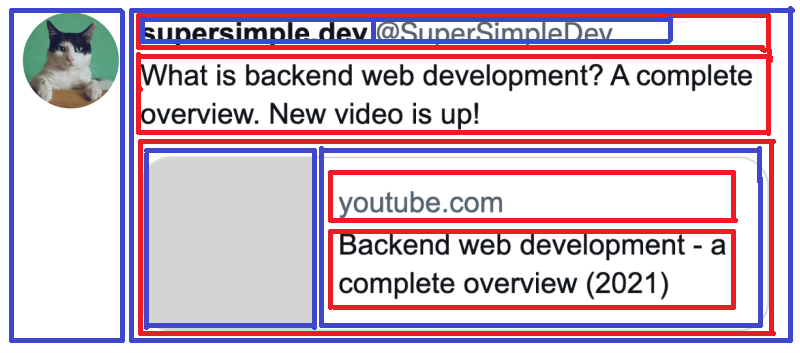 supersimple.dev @SuperSimpleDev
What is backend web development? A complete
overview. New video is up!
youtube.com
Backend web development - a
complete overview (2021)